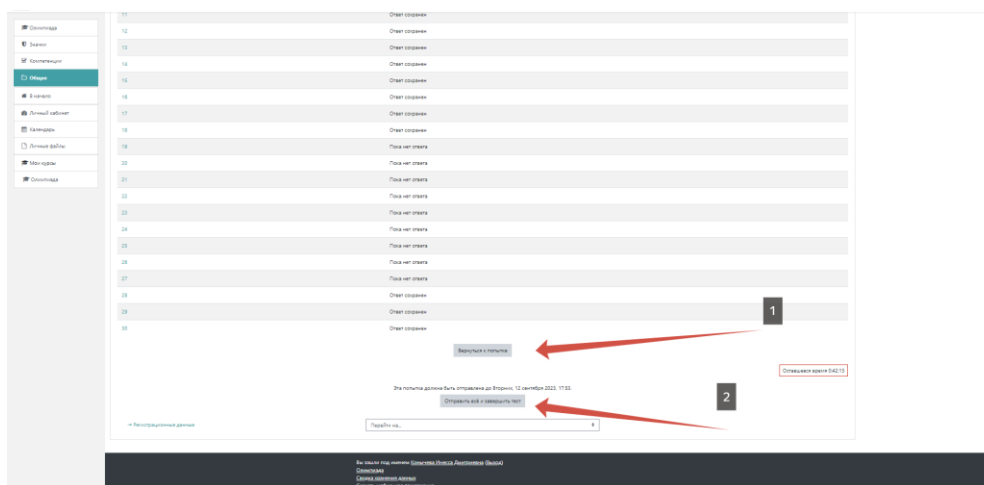 Олимпиада
Значки
Компетенции
Общее
В начало
Личный кабинет
Календарь
Личные файлы
Мои курсы
Олимпиада
11 Ответ сохранен
12 Ответ сохранен
13 Ответ сохранен
14 Ответ сохранен
15 Ответ сохранен
16 Ответ сохранен
17 Ответ сохранен
18 Ответ сохранен
19 Пока нет ответа
20 Пока нет ответа
21 Пока нет ответа
22 Пока нет ответа
23 Пока нет ответа
24 Пока нет ответа
25 Пока нет ответа
26 Пока нет ответа
27 Пока нет ответа
28 Ответ сохранен
29 Ответ сохранен
30 Ответ сохранен
1
Вернуться к попытке
Оставшееся время 0:42:13
Эта попытка должна быть отправлена до Вторник, 12 сентября 2023, 17:53.
2
Отправить всё и завершить тест
Регистрационные данные
Перейти на...
Вы зашли под именем Инесса Дмитриевна (Выход)
Олимпиада
Сводка хранения данных